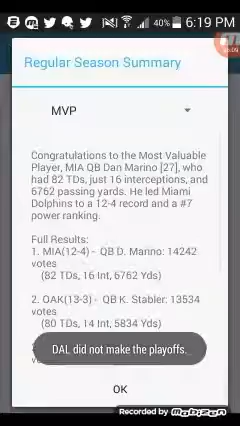 40% 6:19 PM
Regular Season Summary
MVP
Congratulations to the Most Valuable
Player, MIA QB Dan Marino [27], who
had 82 TDs, just 16 interceptions, and
6762 passing yards. He led Miami
Dolphins to a 12-4 record and a #7
power ranking.
Full Results:
1. MIA(12-4) - QB D. Marino: 14242
votes
(82 TDs, 16 Int, 6762 Yds)
2. OAK(13-3) - QB K. Stabler: 13534
votes
(80 TDs, 14 Int, 5834 Yds)
DAL did not make the playoffs.
OK
Recorded by Mobizen